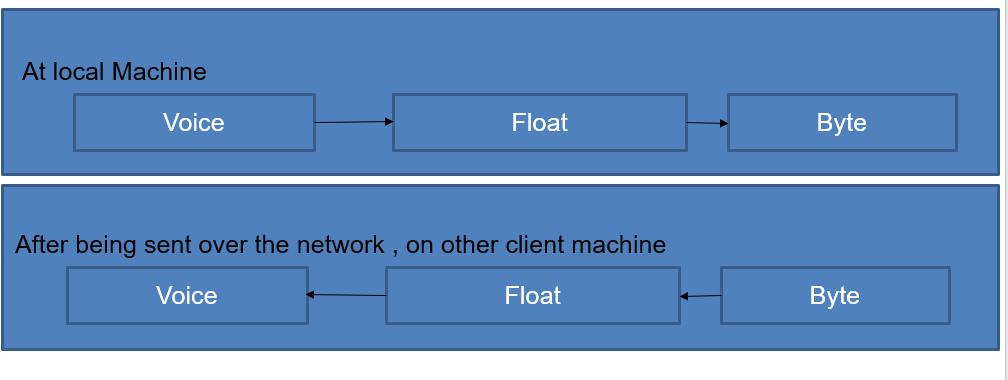 At local Machine
Voice
Float
Byte
After being sent over the network , on other client machine
Voice
Float
Byte